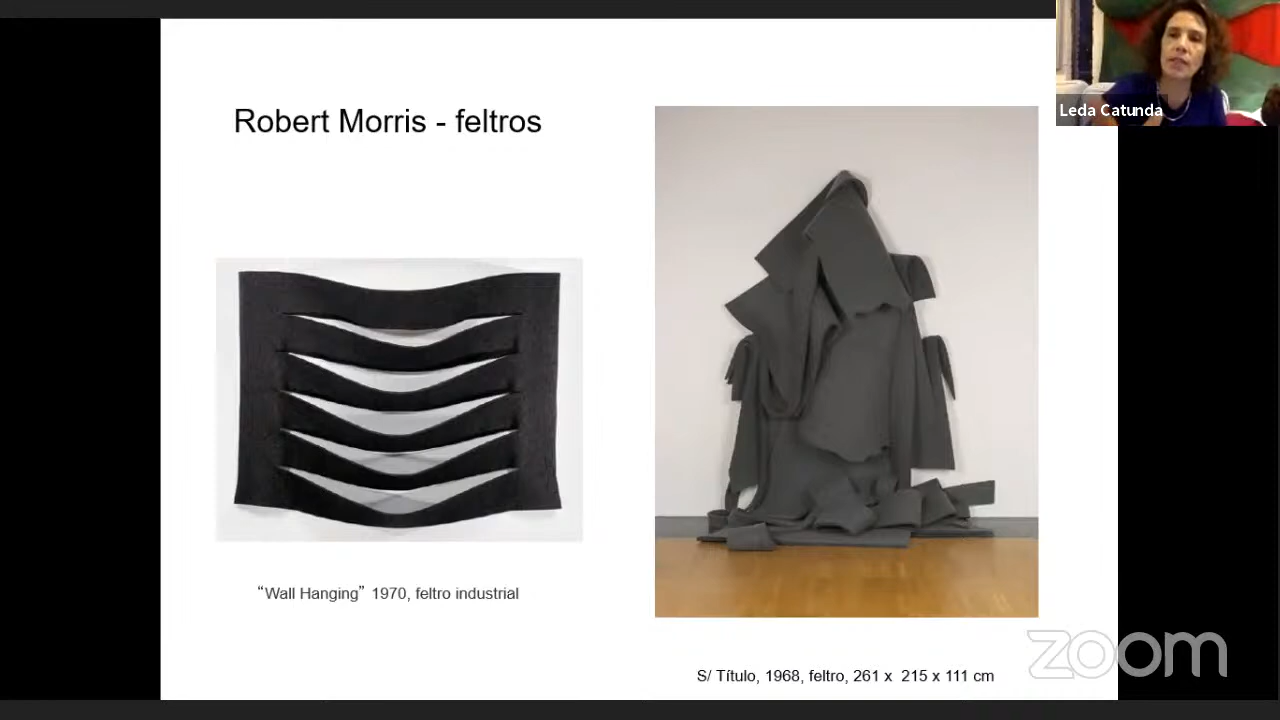 Robert Morris - feltros
Leda Catunda
“Wall Hanging” 1970, feltro industrial
S/ Título, 1968, feltro, 261 x 215 x 111 cm
zoom